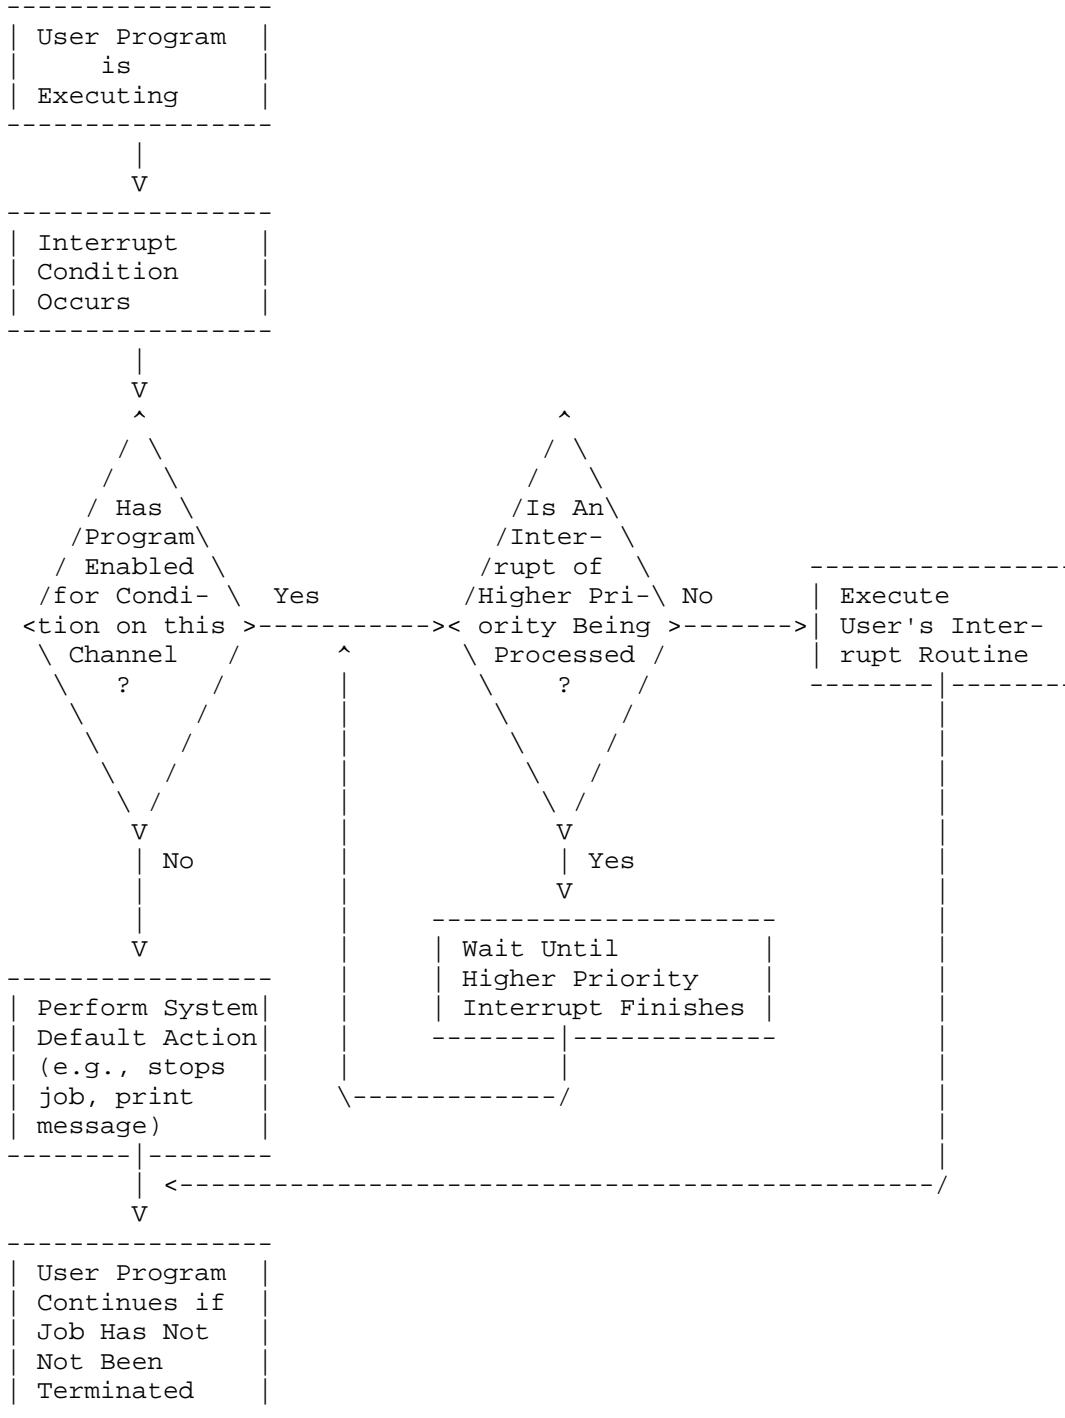 User Program
is
Executing
Interrupt
Condition
Occurs
Has
Program
Enabled
for Condi-
tion on this
Channel
?
Yes
Is An
Inter-
rupt of
Higher Pri-
ority Being
Processed
?
No
Execute
User's Inter-
rupt Routine
No
Yes
Wait Until
Higher Priority
Interrupt Finishes
Perform System
Default Action
(e.g., stops
job, print
message)
User Program
Continues if
Job Has Not
Not Been
Terminated